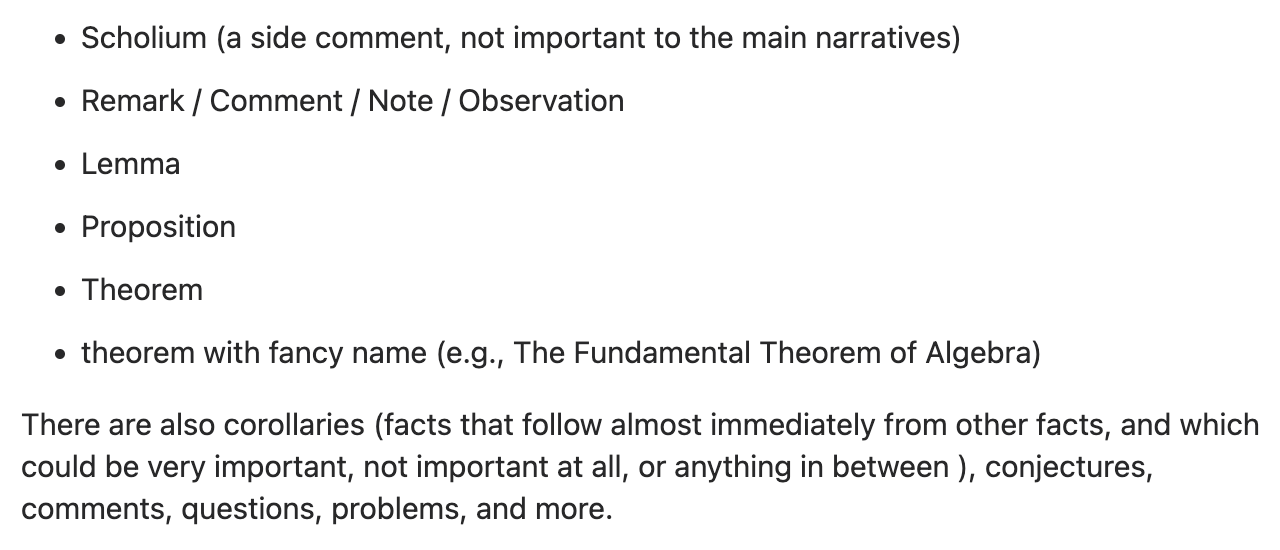 • Scholium (a side comment, not important to the main narratives)
• Remark / Comment / Note / Observation
• Lemma
• Proposition
• Theorem
• theorem with fancy name (e.g., The Fundamental Theorem of Algebra)
There are also corollaries (facts that follow almost immediately from other facts, and which
could be very important, not important at all, or anything in between ), conjectures,
comments, questions, problems, and more.